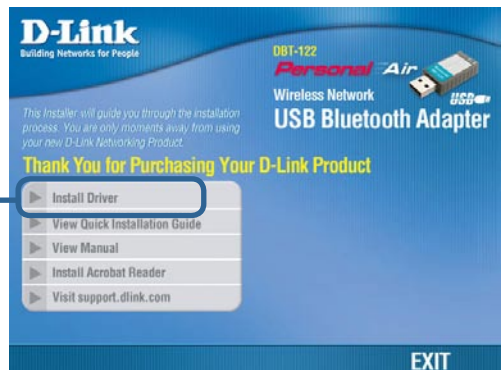 D-Link
Building Networks for People
DBT-122
Personal Air
USB
Wireless Network
USB Bluetooth Adapter
This Installer will guide you through the installation
process. You are only moments away from using
your new D-Link Networking Product.
Thank You for Purchasing Your D-Link Product
Install Driver
View Quick Installation Guide
View Manual
Install Acrobat Reader
Visit support.dlink.com
EXIT